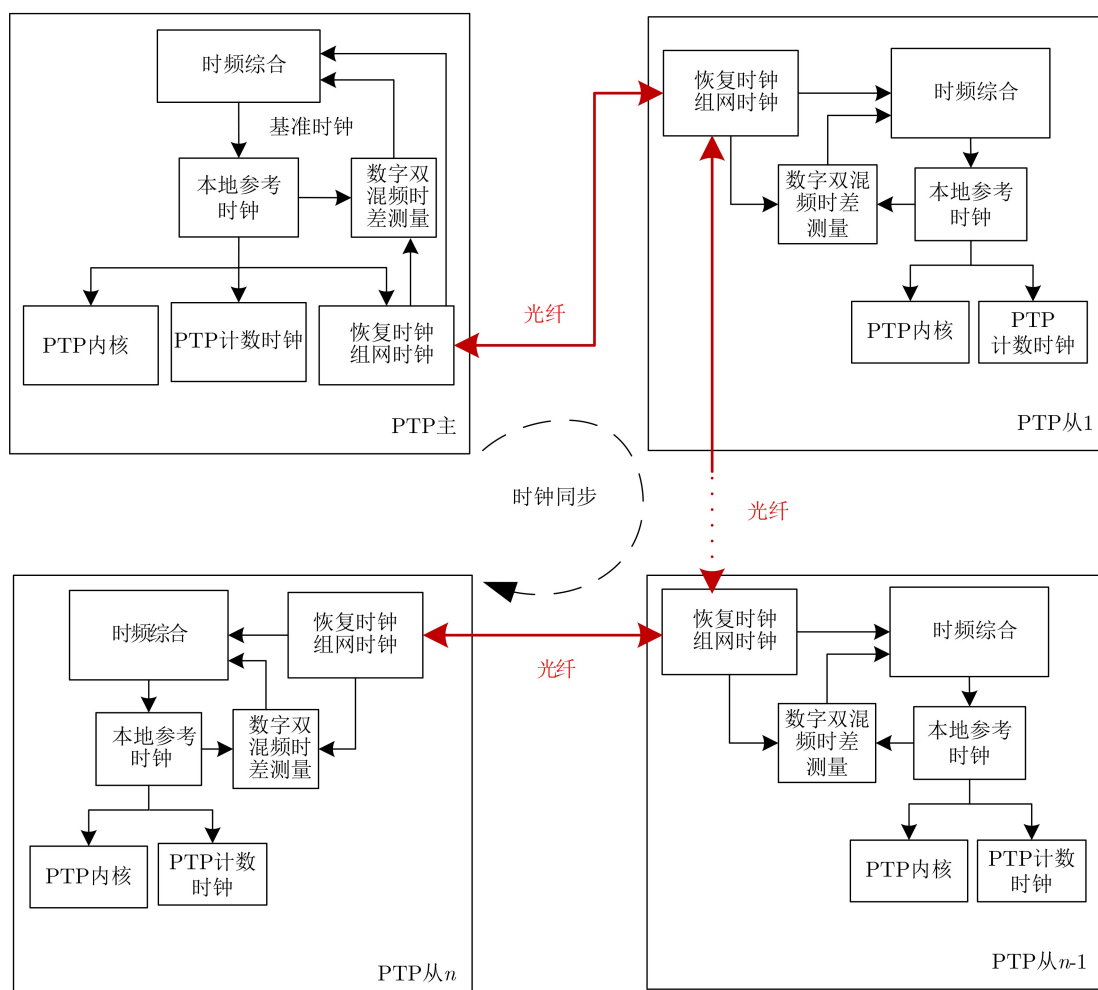 时频综合
基准时钟
本地参考
时钟
数字双
混频时
差测量
PTP内核
PTP计数时钟
恢复时钟
组网时钟
PTP主
光纤
恢复时钟
组网时钟
时频综合
数字双混
频时差
测量
本地参考
时钟
PTP内核
PTP
计数时钟
PTP从1
时钟同步
光纤
时频综合
恢复时钟
组网时钟
本地参考
时钟
数字双
混频时
差测量
PTP内核
PTP计数
时钟
PTP从n
光纤
恢复时钟
组网时钟
时频综合
数字双混
频时差
测量
本地参考
时钟
PTP内核
PTP计数
时钟
PTP从n-1